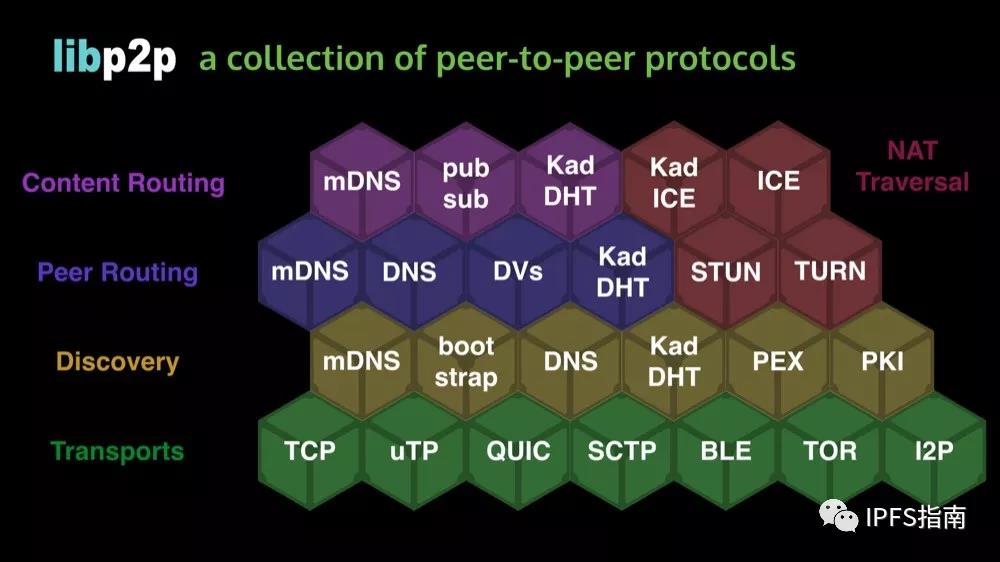 libp2p a collection of peer-to-peer protocols
NAT
Traversal
Content Routing
mDNS
pub
sub
Kad
DHT
Kad
ICE
ICE
Peer Routing
mDNS
DNS
DVs
Kad
DHT
STUN
TURN
Discovery
mDNS
boot
strap
DNS
Kad
DHT
PEX
PKI
Transports
TCP
uTP
QUIC
SCTP
BLE
TOR
I2P
IPFS指南